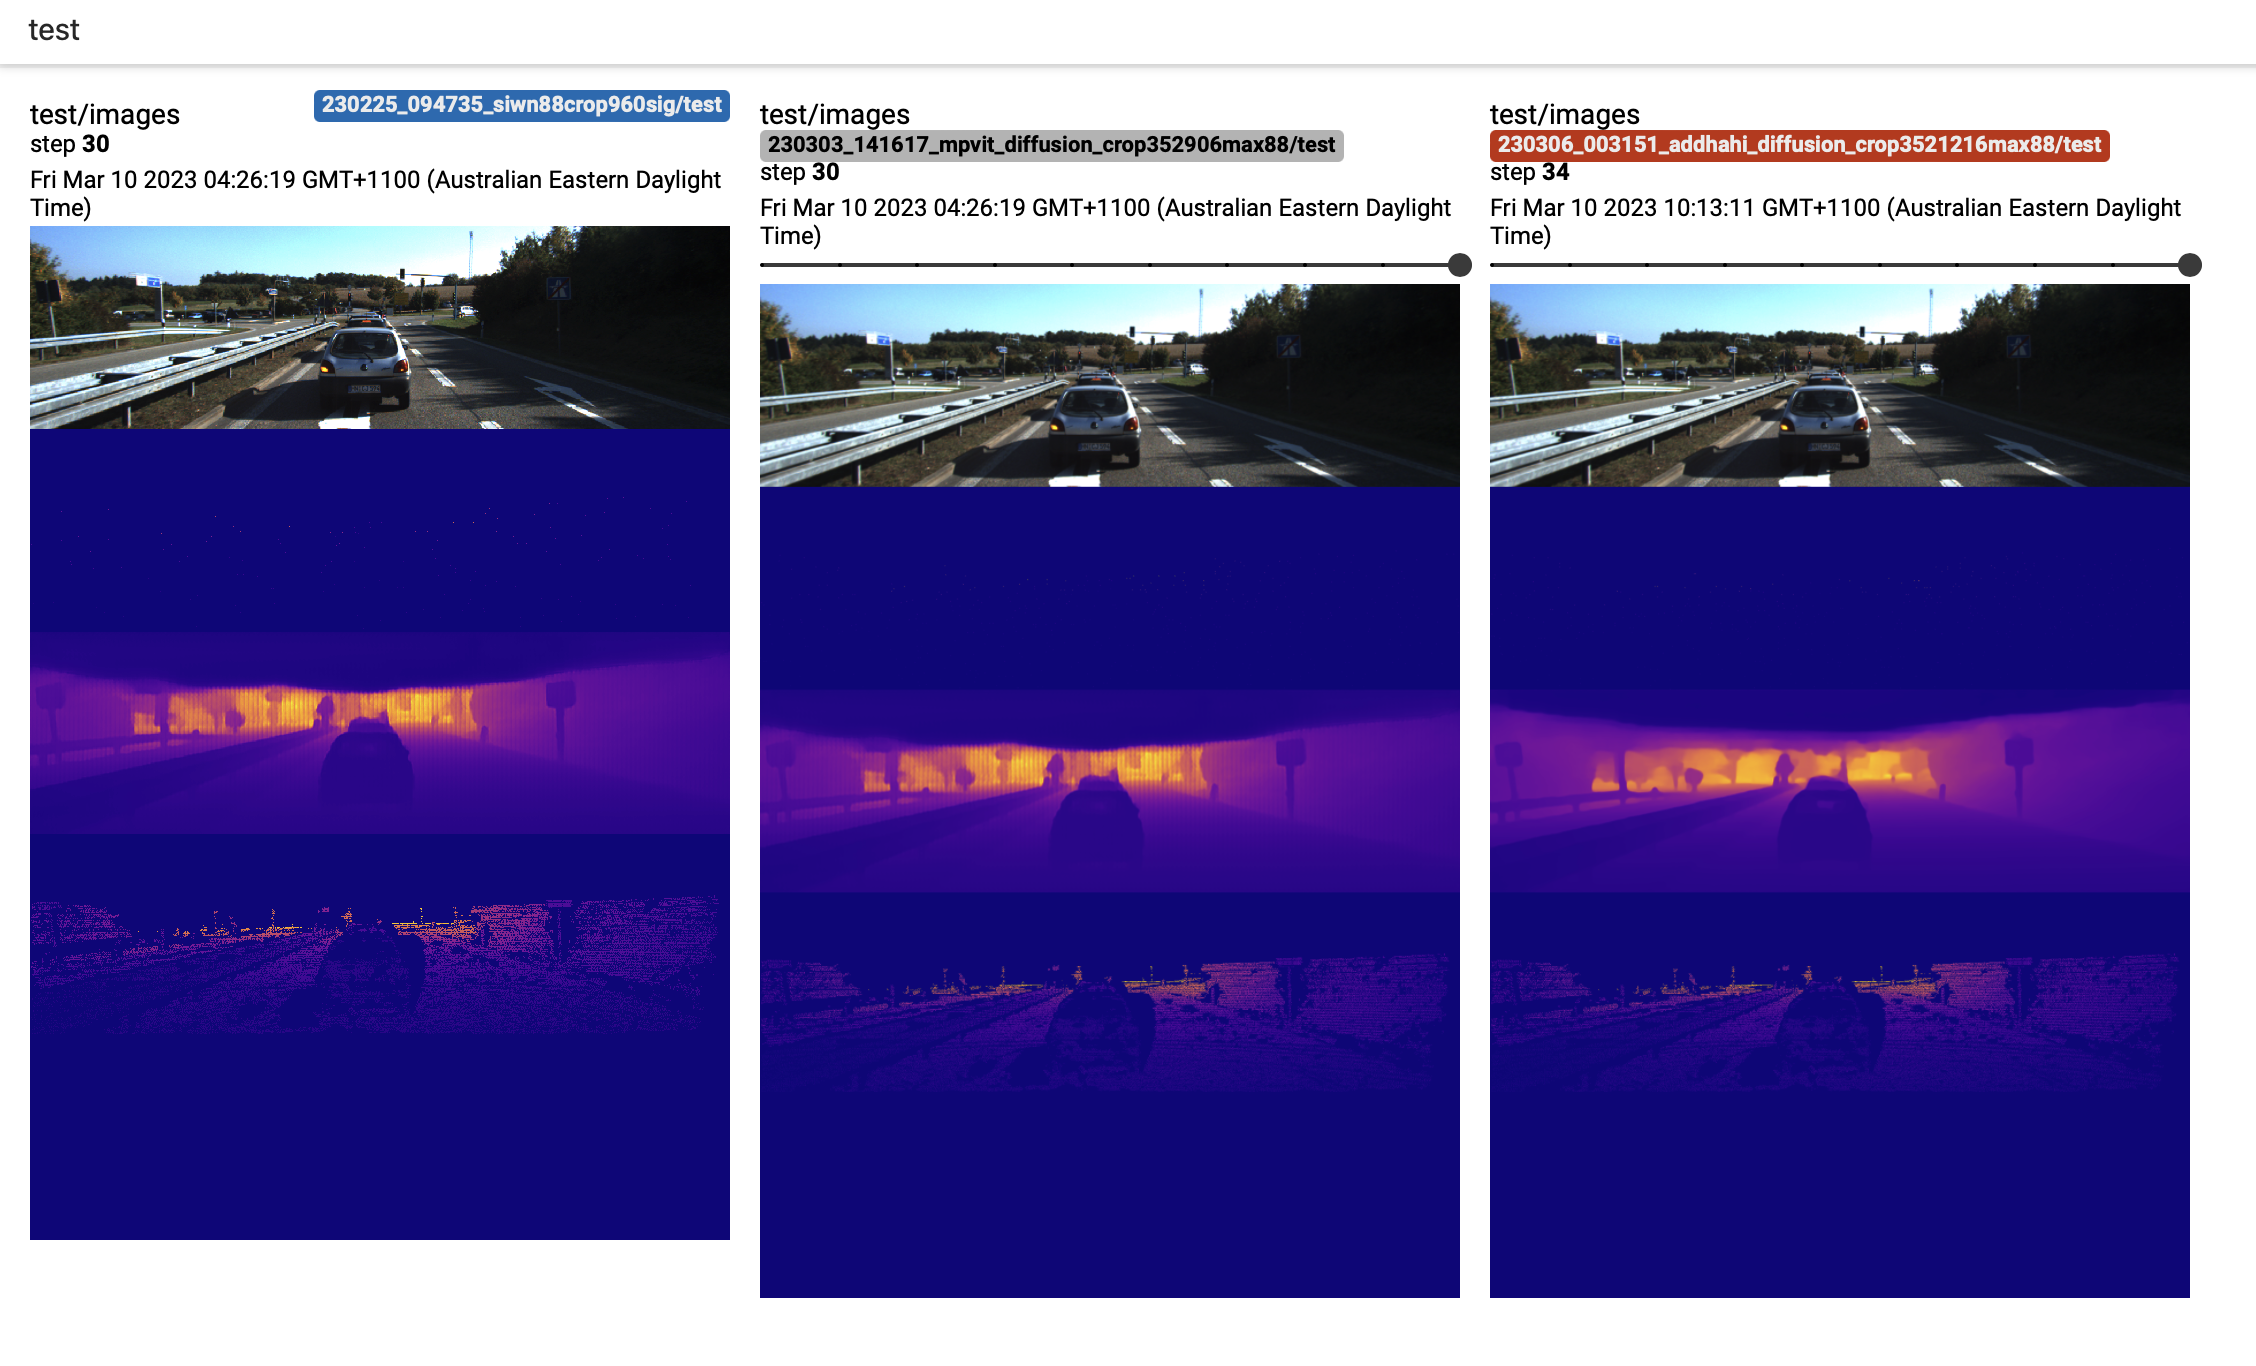 test
test/images
230225_094735_siwn88crop960sig/test
step 30
Fri Mar 10 2023 04:26:19 GMT+1100 (Australian Eastern Daylight
Time)
test/images
230303_141617_mpvit_diffusion_crop352906max88/test
step 30
Fri Mar 10 2023 04:26:19 GMT+1100 (Australian Eastern Daylight
Time)
test/images
230306_003151_addhahi_diffusion_crop3521216max88/test
step 34
Fri Mar 10 2023 10:13:11 GMT+1100 (Australian Eastern Daylight
Time)